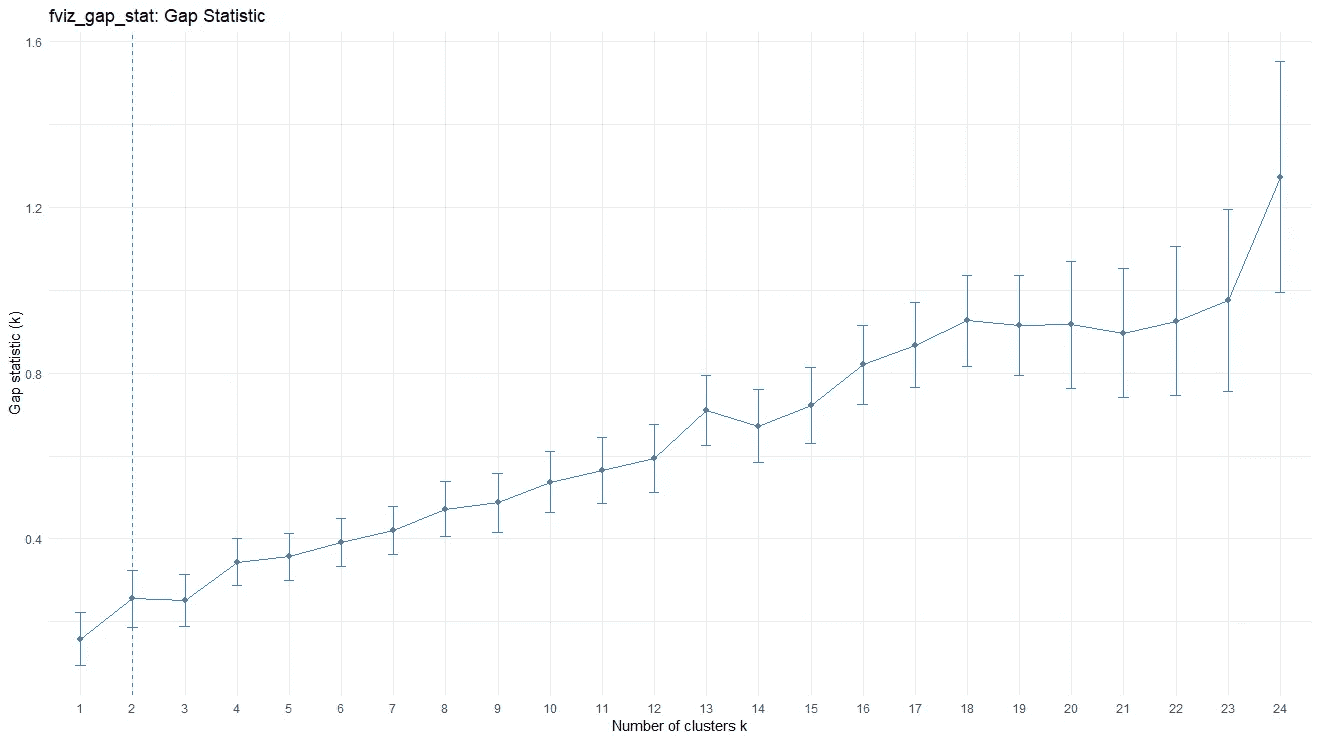 fviz_gap_stat: Gap Statistic
1.6
1.2
0.8
0.4
Gap statistic (k)
1 2 3 4 5 6 7 8 9 10 11 12 13 14 15 16 17 18 19 20 21 22 23 24
Number of clusters k